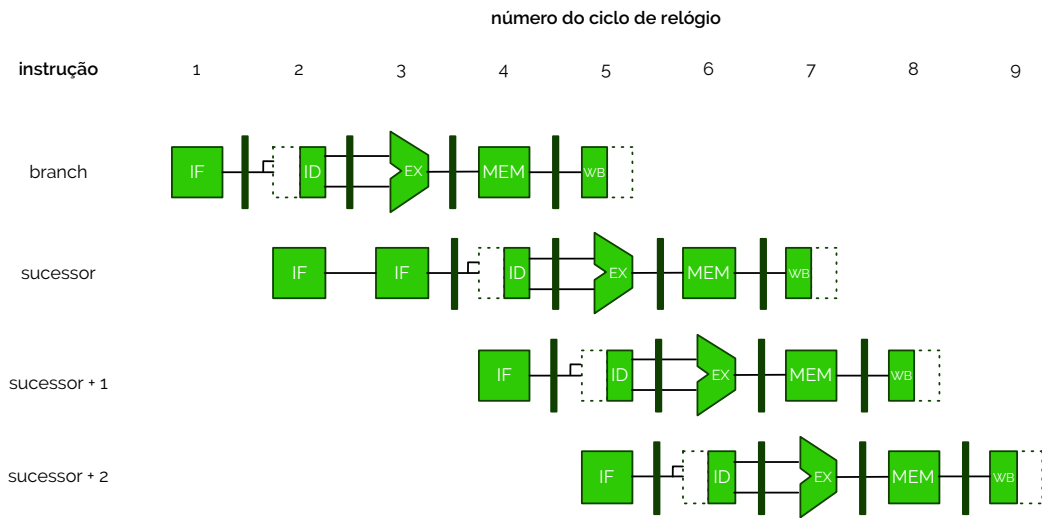 número do ciclo de relógio
instrução 1 2 3 4 5 6 7 8 9
branch IF ID EX MEM WB
sucessor IF IF ID EX MEM WB
sucessor + 1 IF ID EX MEM WB
sucessor + 2 IF ID EX MEM WB